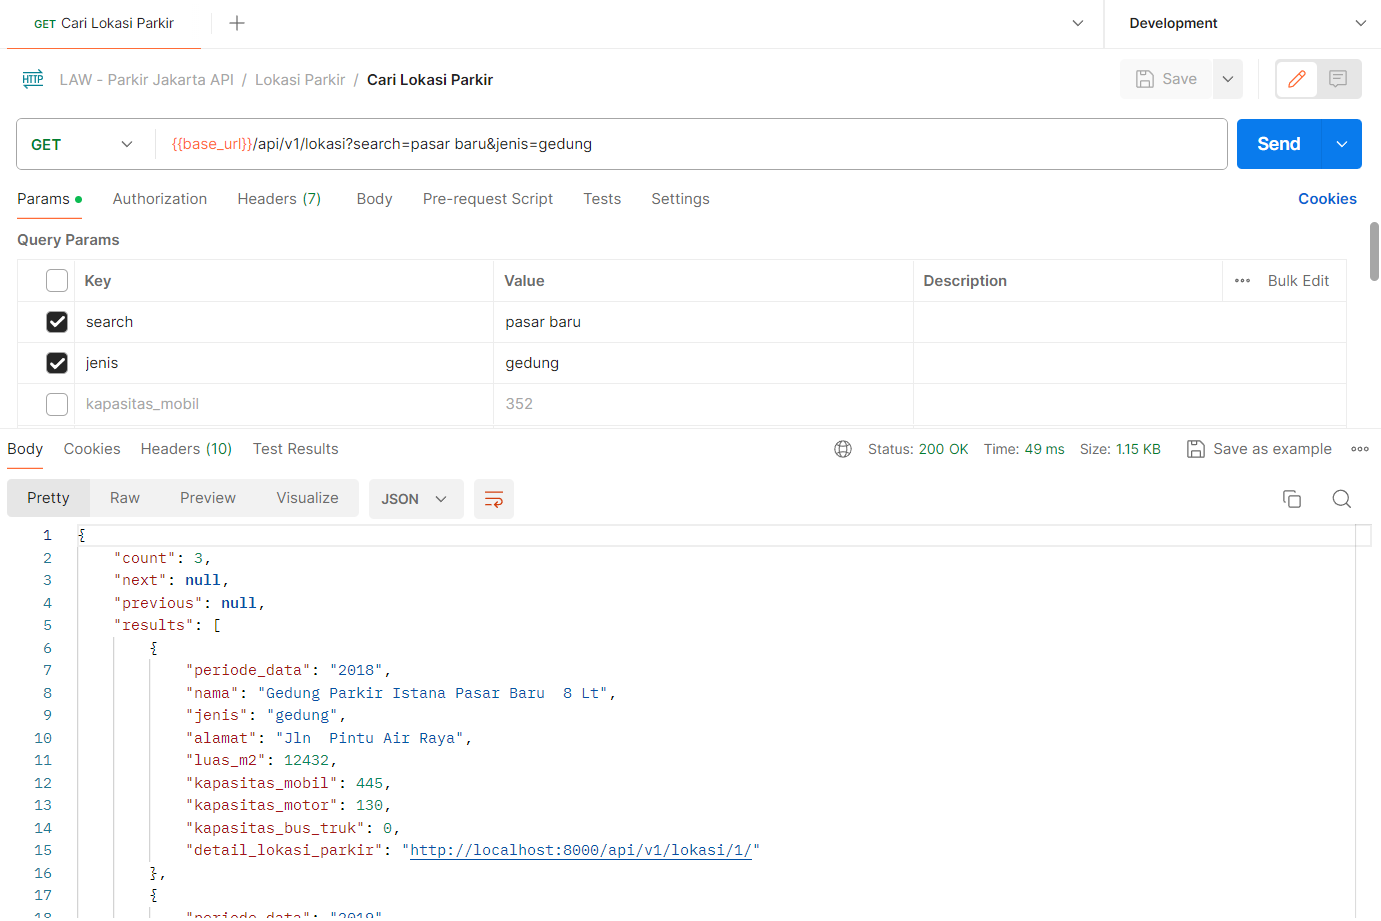 GET Cari Lokasi Parkir
Development
HTTP LAW - Parkir Jakarta API / Lokasi Parkir / Cari Lokasi Parkir
Save
GET {{base_url}}/api/v1/lokasi?search=pasar baru&jenis=gedung
Send
Params Authorization Headers (7) Body Pre-request Script Tests Settings Cookies
Query Params
Key Value Description Bulk Edit
search pasar baru
jenis gedung
kapasitas_mobil 352
Body Cookies Headers (10) Test Results Status: 200 OK Time: 49 ms Size: 1.15 KB Save as example
Pretty Raw Preview Visualize JSON
1 {
2 "count": 3,
3 "next": null,
4 "previous": null,
5 "results": [
6 {
7 "periode_data": "2018",
8 "nama": "Gedung Parkir Istana Pasar Baru  8 Lt",
9 "jenis": "gedung",
10 "alamat": "Jln  Pintu Air Raya",
11 "luas_m2": 12432,
12 "kapasitas_mobil": 445,
13 "kapasitas_motor": 130,
14 "kapasitas_bus_truk": 0,
15 "detail_lokasi_parkir": "http://localhost:8000/api/v1/lokasi/1/"
16 },
17 {
18 "periode_data": "2019"